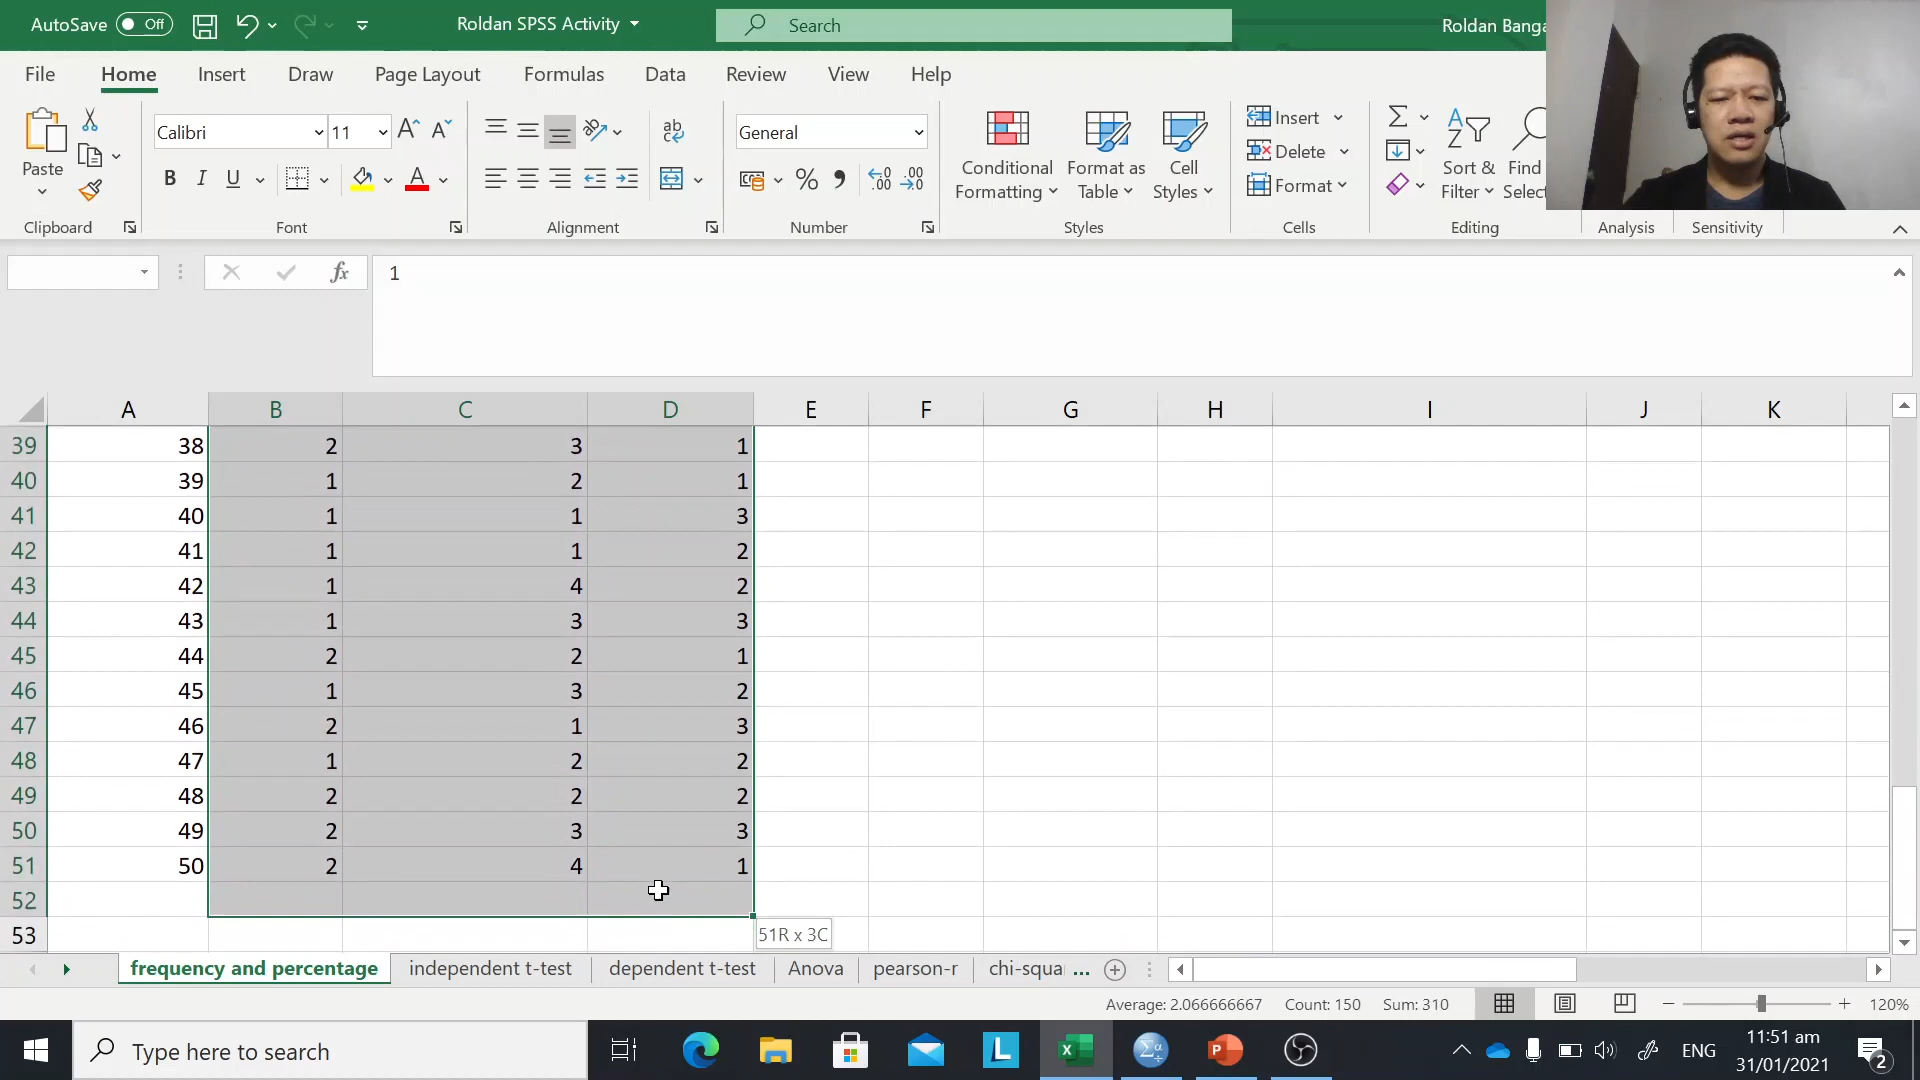 AutoSave Off Roldan SPSS Activity Search Roldan Banga
File Home Insert Draw Page Layout Formulas Data Review View Help
Paste Calibri 11 General Conditional Formatting Format as Table Cell Styles Insert Delete Format Sort & Filter Find Select
B I U ab c % 
Clipboard Font Alignment Number Styles Cells Editing Analysis Sensitivity
fx 1
A B C D E F G H I J K
39 38 2 3 1
40 39 1 2 1
41 40 1 1 3
42 41 1 1 2
43 42 1 4 2
44 43 1 3 3
45 44 2 2 1
46 45 1 3 2
47 46 2 1 3
48 47 1 2 2
49 48 2 2 2
50 49 2 3 3
51 50 2 4 1
52
53 51R x 3C
frequency and percentage independent t-test dependent t-test Anova pearson-r chi-squa ...
Average: 2.066666667 Count: 150 Sum: 310 120%
Type here to search L ENG 11:51 am
31/01/2021 2